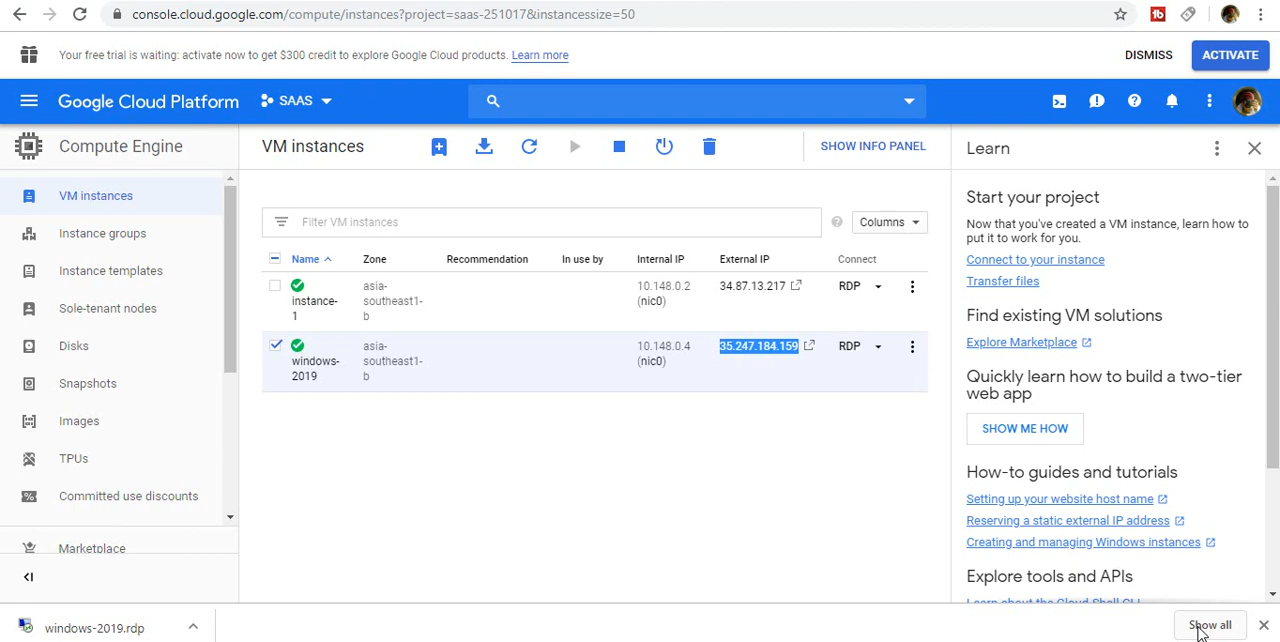 console.cloud.google.com/compute/instances?project=saas-251017&instancessize=50
Your free trial is waiting: activate now to get $300 credit to explore Google Cloud products. Learn more
DISMISS
ACTIVATE
Google Cloud Platform
SAAS
Compute Engine
VM instances
Instance groups
Instance templates
Sole-tenant nodes
Disks
Snapshots
Images
TPUs
Committed use discounts
Marketplace
VM instances
SHOW INFO PANEL
Filter VM instances
Columns
Name Zone Recommendation In use by Internal IP External IP Connect
instance-
1
asia-
southeast1-
b
10.148.0.2
(nic0)
34.87.13.217
RDP
windows-
2019
asia-
southeast1-
b
10.148.0.4
(nic0)
35.247.184.159
RDP
Learn
Start your project
Now that you've created a VM instance, learn how to
put it to work for you.
Connect to your instance
Transfer files
Find existing VM solutions
Explore Marketplace
Quickly learn how to build a two-tier
web app
SHOW ME HOW
How-to guides and tutorials
Setting up your website host name
Reserving a static external IP address
Creating and managing Windows instances
Explore tools and APIs
Learn about the Cloud Shell CLI
windows-2019.rdp
Show all